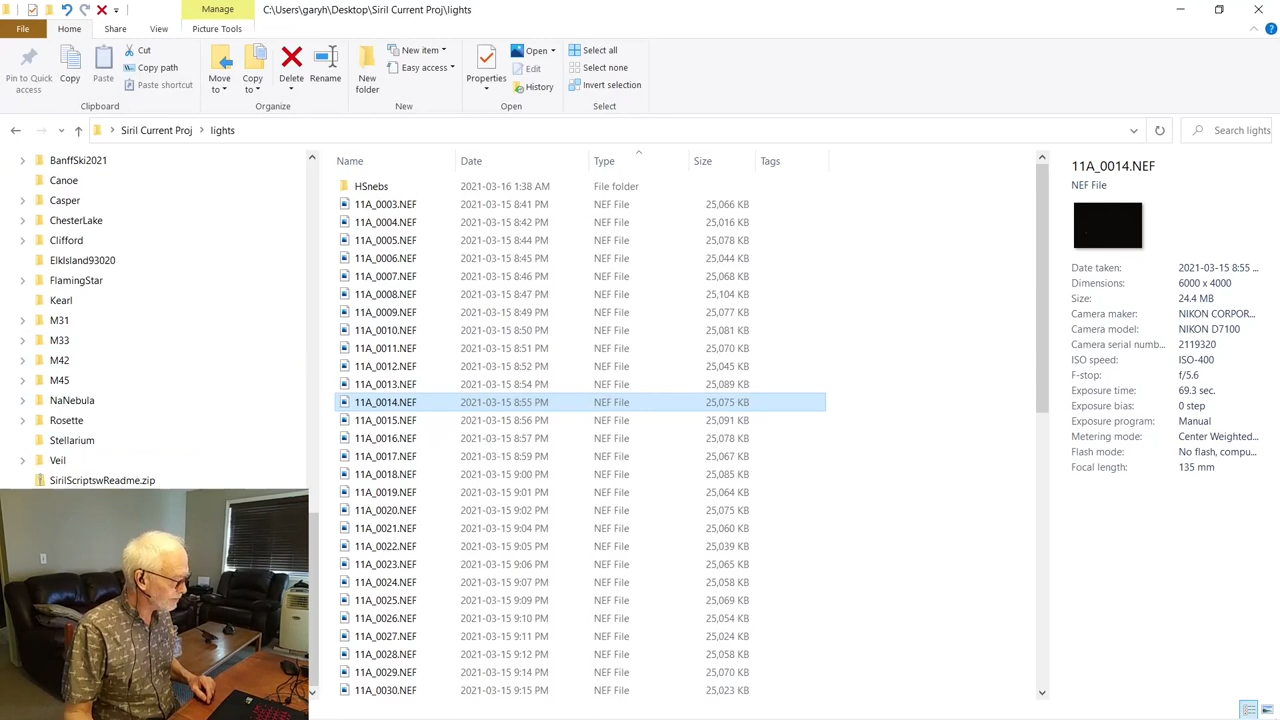 Manage
C:\Users\garyh\Desktop\Siril Current Proj\lights
File
Home
Share
View
Picture Tools
Pin to Quick access
Copy
Paste
Cut
Copy path
Paste shortcut
Clipboard
Move to
Copy to
Delete
Rename
Organize
New folder
New item
Easy access
New
Properties
Open
Edit
History
Open
Select all
Select none
Invert selection
Select
Siril Current Proj
lights
Search lights
BanffSki2021
Canoe
Casper
ChesterLake
Clifford
ElkIsland93020
FlamingStar
Kearl
M31
M33
M42
M45
NaNebula
Rosette
Stellarium
Veil
SirilScriptswReadme.zip
Name Date Type Size Tags
HSnebs 2021-03-16 1:38 AM File folder
11A_0003.NEF 2021-03-15 8:41 PM NEF File 25,066 KB
11A_0004.NEF 2021-03-15 8:42 PM NEF File 25,016 KB
11A_0005.NEF 2021-03-15 8:44 PM NEF File 25,078 KB
11A_0006.NEF 2021-03-15 8:45 PM NEF File 25,044 KB
11A_0007.NEF 2021-03-15 8:46 PM NEF File 25,068 KB
11A_0008.NEF 2021-03-15 8:47 PM NEF File 25,104 KB
11A_0009.NEF 2021-03-15 8:49 PM NEF File 25,077 KB
11A_0010.NEF 2021-03-15 8:50 PM NEF File 25,081 KB
11A_0011.NEF 2021-03-15 8:51 PM NEF File 25,070 KB
11A_0012.NEF 2021-03-15 8:52 PM NEF File 25,045 KB
11A_0013.NEF 2021-03-15 8:54 PM NEF File 25,089 KB
11A_0014.NEF 2021-03-15 8:55 PM NEF File 25,075 KB
11A_0015.NEF 2021-03-15 8:56 PM NEF File 25,091 KB
11A_0016.NEF 2021-03-15 8:57 PM NEF File 25,078 KB
11A_0017.NEF 2021-03-15 8:59 PM NEF File 25,067 KB
11A_0018.NEF 2021-03-15 9:00 PM NEF File 25,085 KB
11A_0019.NEF 2021-03-15 9:01 PM NEF File 25,064 KB
11A_0020.NEF 2021-03-15 9:02 PM NEF File 25,075 KB
11A_0021.NEF 2021-03-15 9:04 PM NEF File 25,060 KB
11A_0022.NEF 2021-03-15 9:05 PM NEF File 25,039 KB
11A_0023.NEF 2021-03-15 9:06 PM NEF File 25,065 KB
11A_0024.NEF 2021-03-15 9:07 PM NEF File 25,058 KB
11A_0025.NEF 2021-03-15 9:09 PM NEF File 25,069 KB
11A_0026.NEF 2021-03-15 9:10 PM NEF File 25,054 KB
11A_0027.NEF 2021-03-15 9:11 PM NEF File 25,024 KB
11A_0028.NEF 2021-03-15 9:12 PM NEF File 25,058 KB
11A_0029.NEF 2021-03-15 9:14 PM NEF File 25,070 KB
11A_0030.NEF 2021-03-15 9:15 PM NEF File 25,023 KB
11A_0014.NEF
NEF File
Date taken: 2021-03-15 8:55 ...
Dimensions: 6000 x 4000
Size: 24.4 MB
Camera maker: NIKON CORPOR...
Camera model: NIKON D7100
Camera serial numb... 2119320
ISO speed: ISO-400
F-stop: f/5.6
Exposure time: 69.3 sec.
Exposure bias: 0 step
Exposure program: Manual
Metering mode: Center Weighted...
Flash mode: No flash, compu...
Focal length: 135 mm